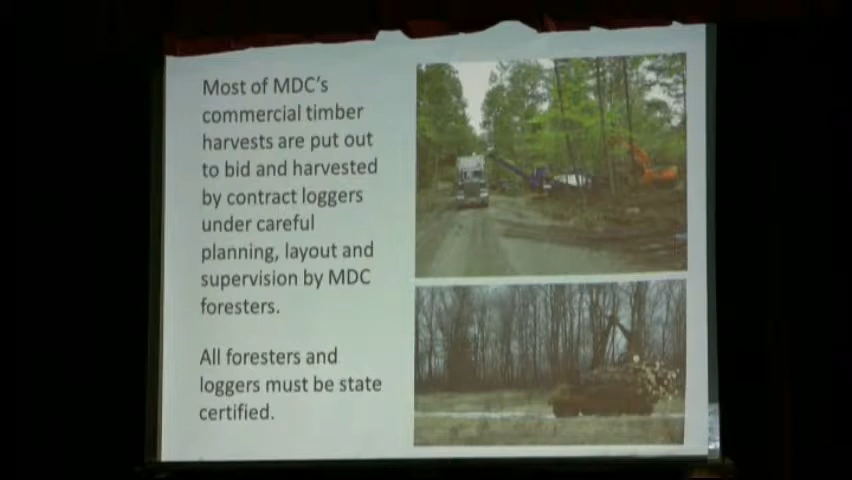 Most of MDC's
commercial timber
harvests are put out
to bid and harvested
by contract loggers
under careful
planning, layout and
supervision by MDC
foresters.
All foresters and
loggers must be state
certified.